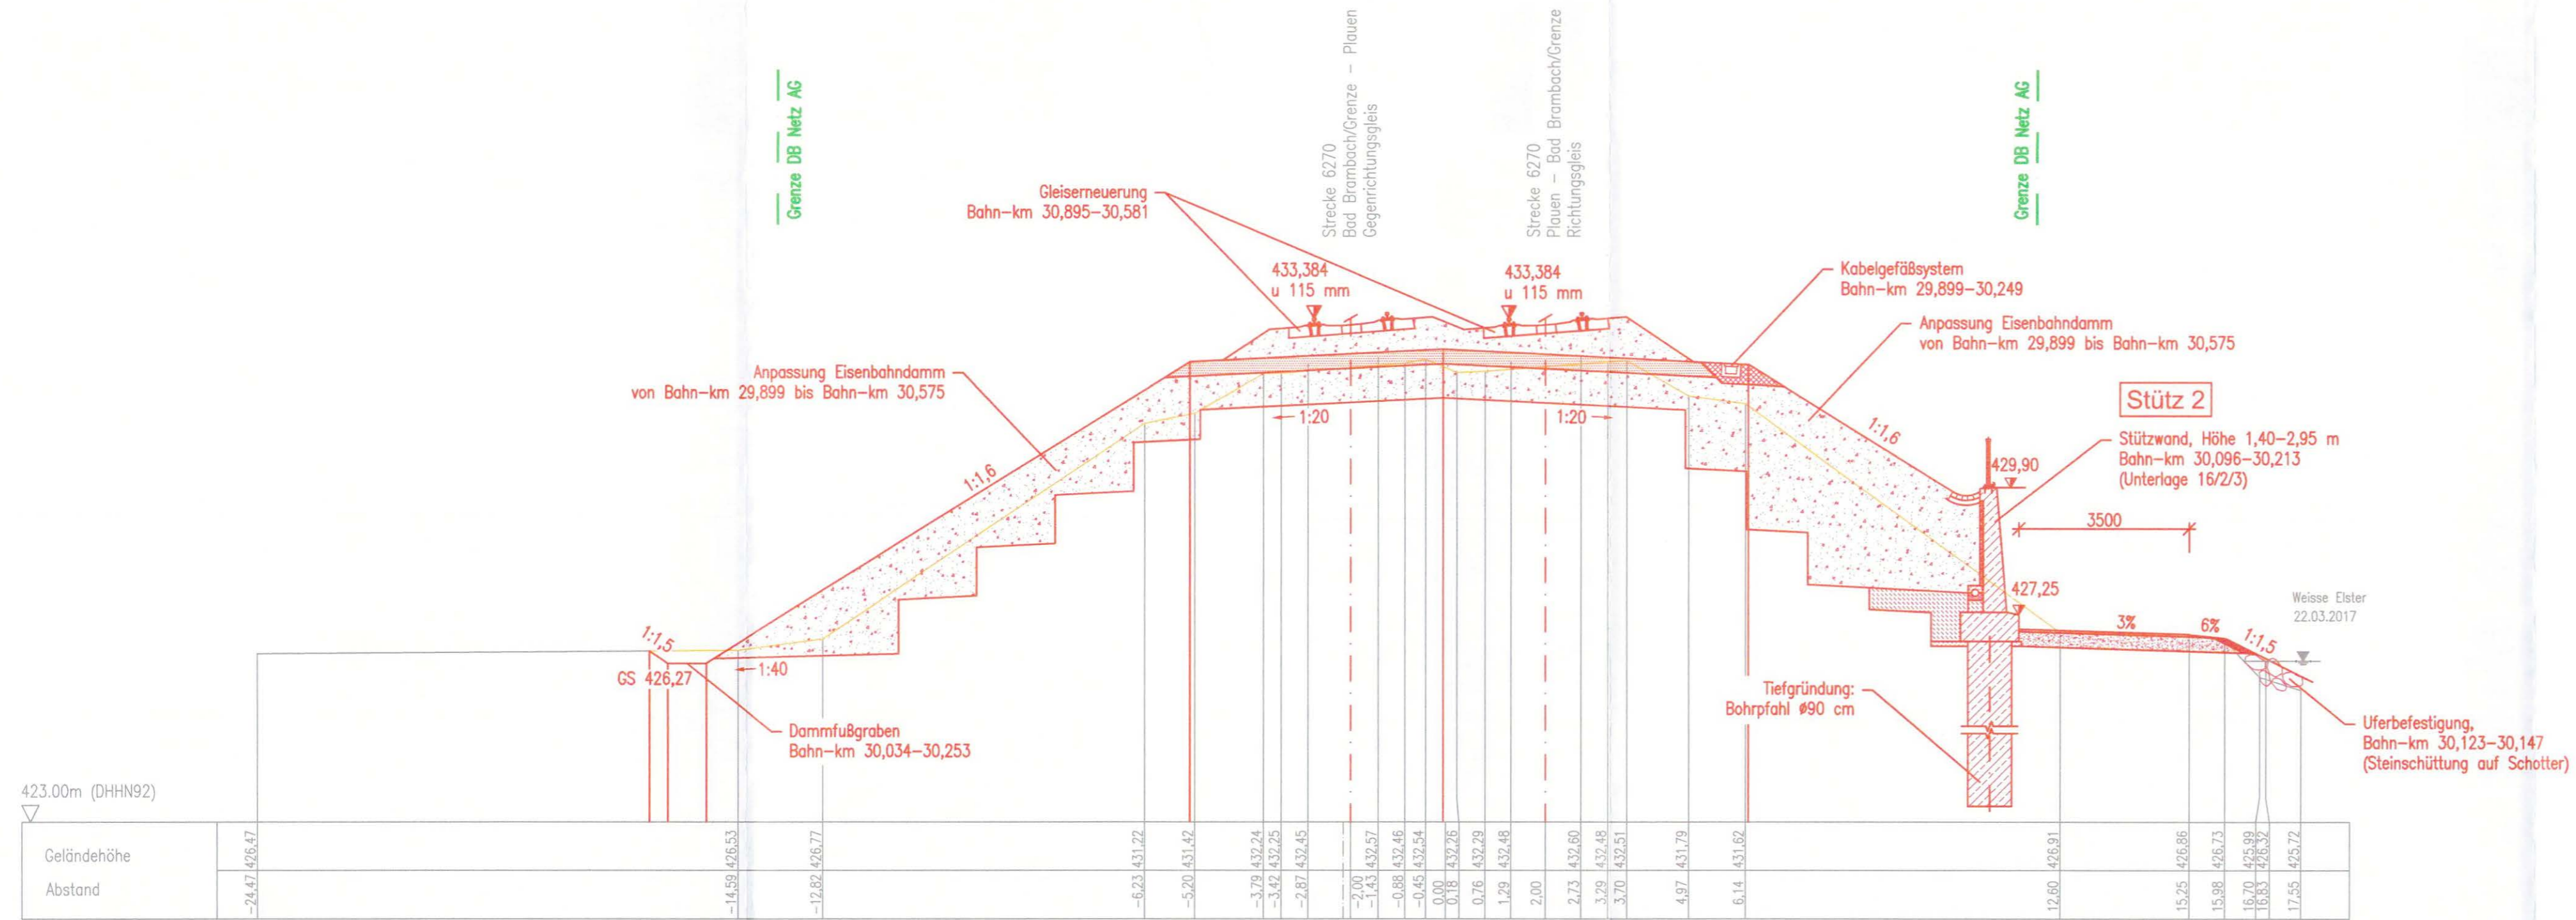 Grenze DB Netz AG
Strecke 6270
Bad Brambach/Grenze – Plauen
Gegenrichtungsgleis
Strecke 6270
Plauen – Bad Brambach/Grenze
Richtungsgleis
Grenze DB Netz AG
Gleiserneuerung
Bahn-km 30,895-30,581
433,384
u 115 mm
433,384
u 115 mm
Kabelgefäßsystem
Bahn-km 29,899-30,249
Anpassung Eisenbahndamm
von Bahn-km 29,899 bis Bahn-km 30,575
Anpassung Eisenbahndamm
von Bahn-km 29,899 bis Bahn-km 30,575
Stütz 2
Stützwand, Höhe 1,40-2,95 m
Bahn-km 30,096-30,213
(Unterlage 16/2/3)
1:20
1:20
1:1,6
1:1,6
429,90
3500
427,25
Weisse Elster
22.03.2017
3%
6%
1:1,5
1:1,5
GS 426,27
1:40
Tiefgründung:
Bohrpfahl ø90 cm
Dammfußgraben
Bahn-km 30,034-30,253
Uferbefestigung,
Bahn-km 30,123-30,147
(Steinschüttung auf Schotter)
423.00m (DHHN92)
Geländehöhe
426,47
426,53
426,77
431,22
431,42
432,24
432,25
432,45
432,57
432,46
432,54
432,26
432,29
432,48
432,60
432,48
432,51
431,79
431,62
426,91
426,86
426,73
425,99
426,32
425,72
Abstand
-24,47
-14,59
-12,82
-6,23
-5,20
-3,79
-3,42
-2,87
-2,00
-1,43
-0,88
-0,45
0,00
0,18
0,76
1,29
2,00
2,73
3,29
3,70
4,97
6,14
12,60
15,25
15,98
16,70
16,83
17,55